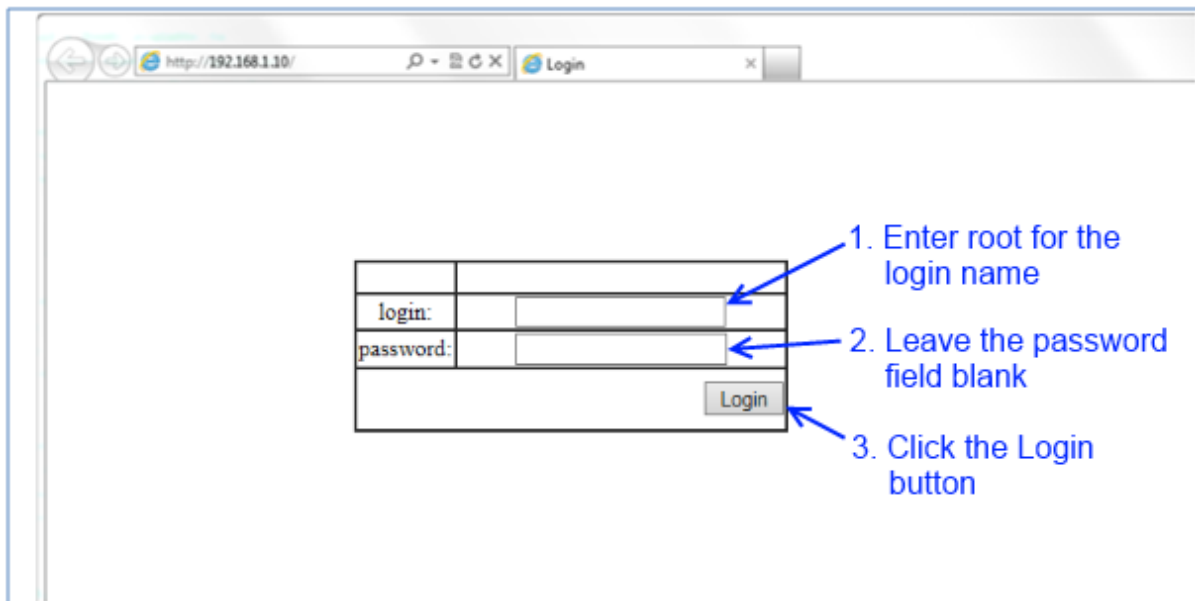 http://192.168.1.10/
Login
1. Enter root for the
login name
login:
password:
2. Leave the password
field blank
Login
3. Click the Login
button